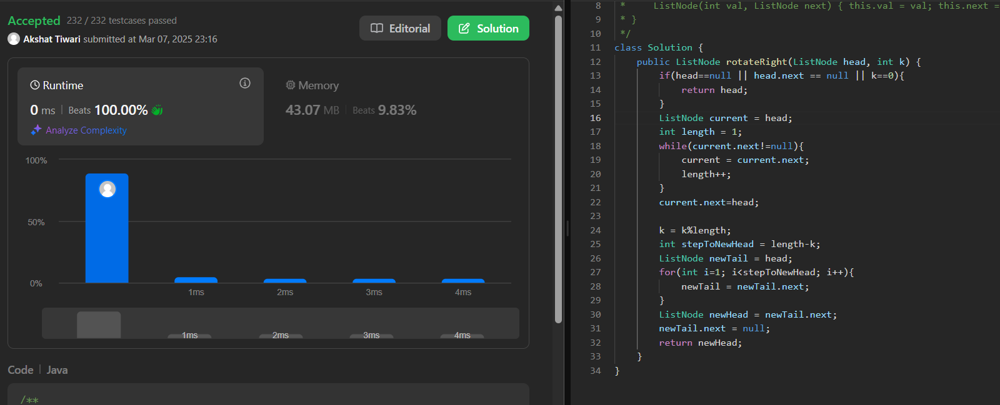 Accepted 232 / 232 testcases passed
Akshat Tiwari submitted at Mar 07, 2025 23:16
Editorial
Solution
Runtime
0 ms | Beats 100.00%
Analyze Complexity
Memory
43.07 MB | Beats 9.83%
100%
50%
0%
1ms 2ms 3ms 4ms
1ms 2ms 3ms 4ms
Code | Java
/**
8 *     ListNode(int val, ListNode next) { this.val = val; this.next =
9 * }
10 */
11 class Solution {
12     public ListNode rotateRight(ListNode head, int k) {
13         if(head==null || head.next == null || k==0){
14             return head;
15         }
16         ListNode current = head;
17         int length = 1;
18         while(current.next!=null){
19             current = current.next;
20             length++;
21         }
22         current.next=head;
23
24         k = k%length;
25         int stepToNewHead = length-k;
26         ListNode newTail = head;
27         for(int i=1; i<stepToNewHead; i++){
28             newTail = newTail.next;
29         }
30         ListNode newHead = newTail.next;
31         newTail.next = null;
32         return newHead;
33     }
34 }